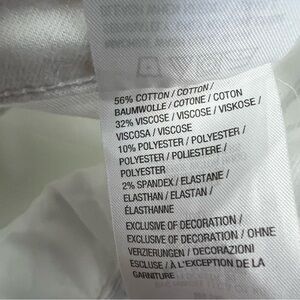 56% COTTON / COTTON /
BAUMWOLLE / COTONE / COTON
32% VISCOSE / VISCOSE / VISKOSE /
VISCOSA / VISCOSE
10% POLYESTER / POLYESTER /
POLYESTER / POLIESTERE /
POLYESTER
2% SPANDEX / ELASTANE /
ELASTHAN / ELASTAN /
ÉLASTHANNE
EXCLUSIVE OF DECORATION /
EXCLUSIVE OF DECORATION / OHNE
VERZIERUNGEN / DECORAZIONI
ESCLUSE / À L'EXCEPTION DE LA
GARNITURE